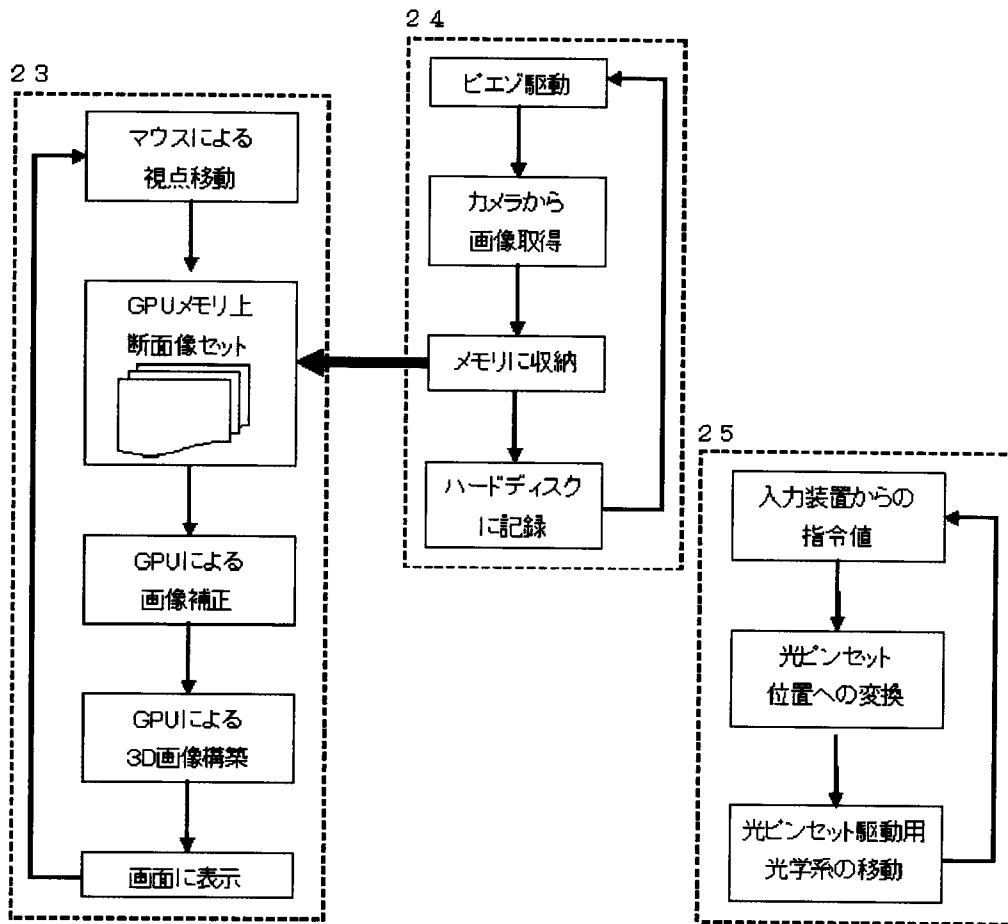 ２３
マウスによる
視点移動
GPUメモリ上
断面像セット
GPUによる
画像補正
GPUによる
3D画像構築
画面に表示
２４
ピエゾ駆動
カメラから
画像取得
メモリに収納
ハードディスク
に記録
２５
入力装置からの
指令値
光ピンセット
位置への変換
光ピンセット駆動用
光学系の移動